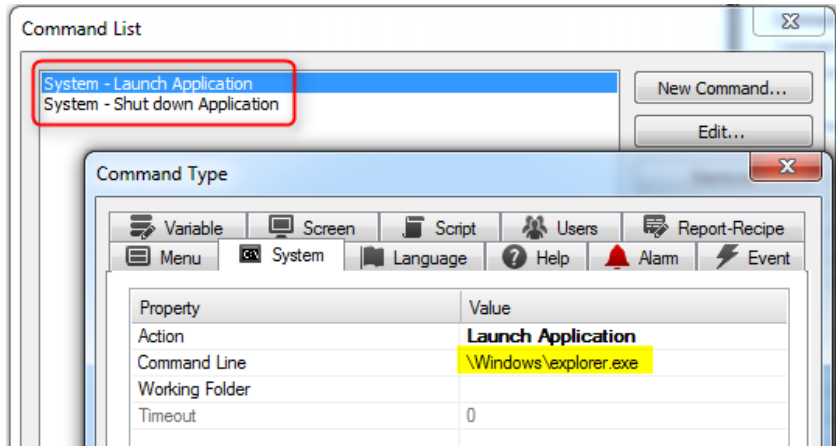 Command List
System - Launch Application
System - Shut down Application
New Command...
Edit...
Command Type
Variable Screen Script Users Report-Recipe
Menu System Language Help Alarm Event
Property Value
Action Launch Application
Command Line \Windows\explorer.exe
Working Folder
Timeout 0